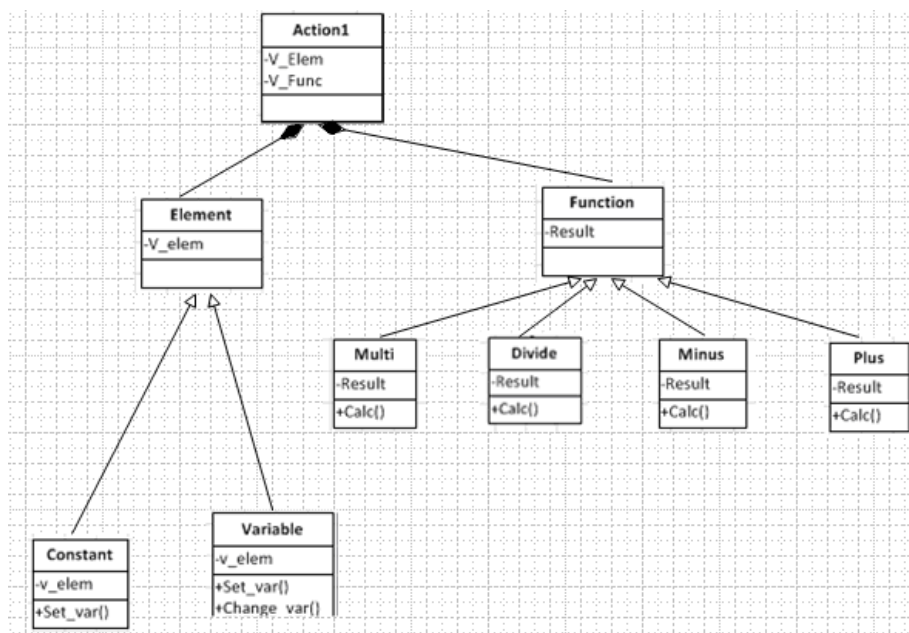 Action1
-V_Elem
-V_Func
Element
-V_elem
Function
-Result
Multi
-Result
+Calc()
Divide
-Result
+Calc()
Minus
-Result
+Calc()
Plus
-Result
+Calc()
Constant
-v_elem
+Set_var()
Variable
-v_elem
+Set_var()
+Change_var()